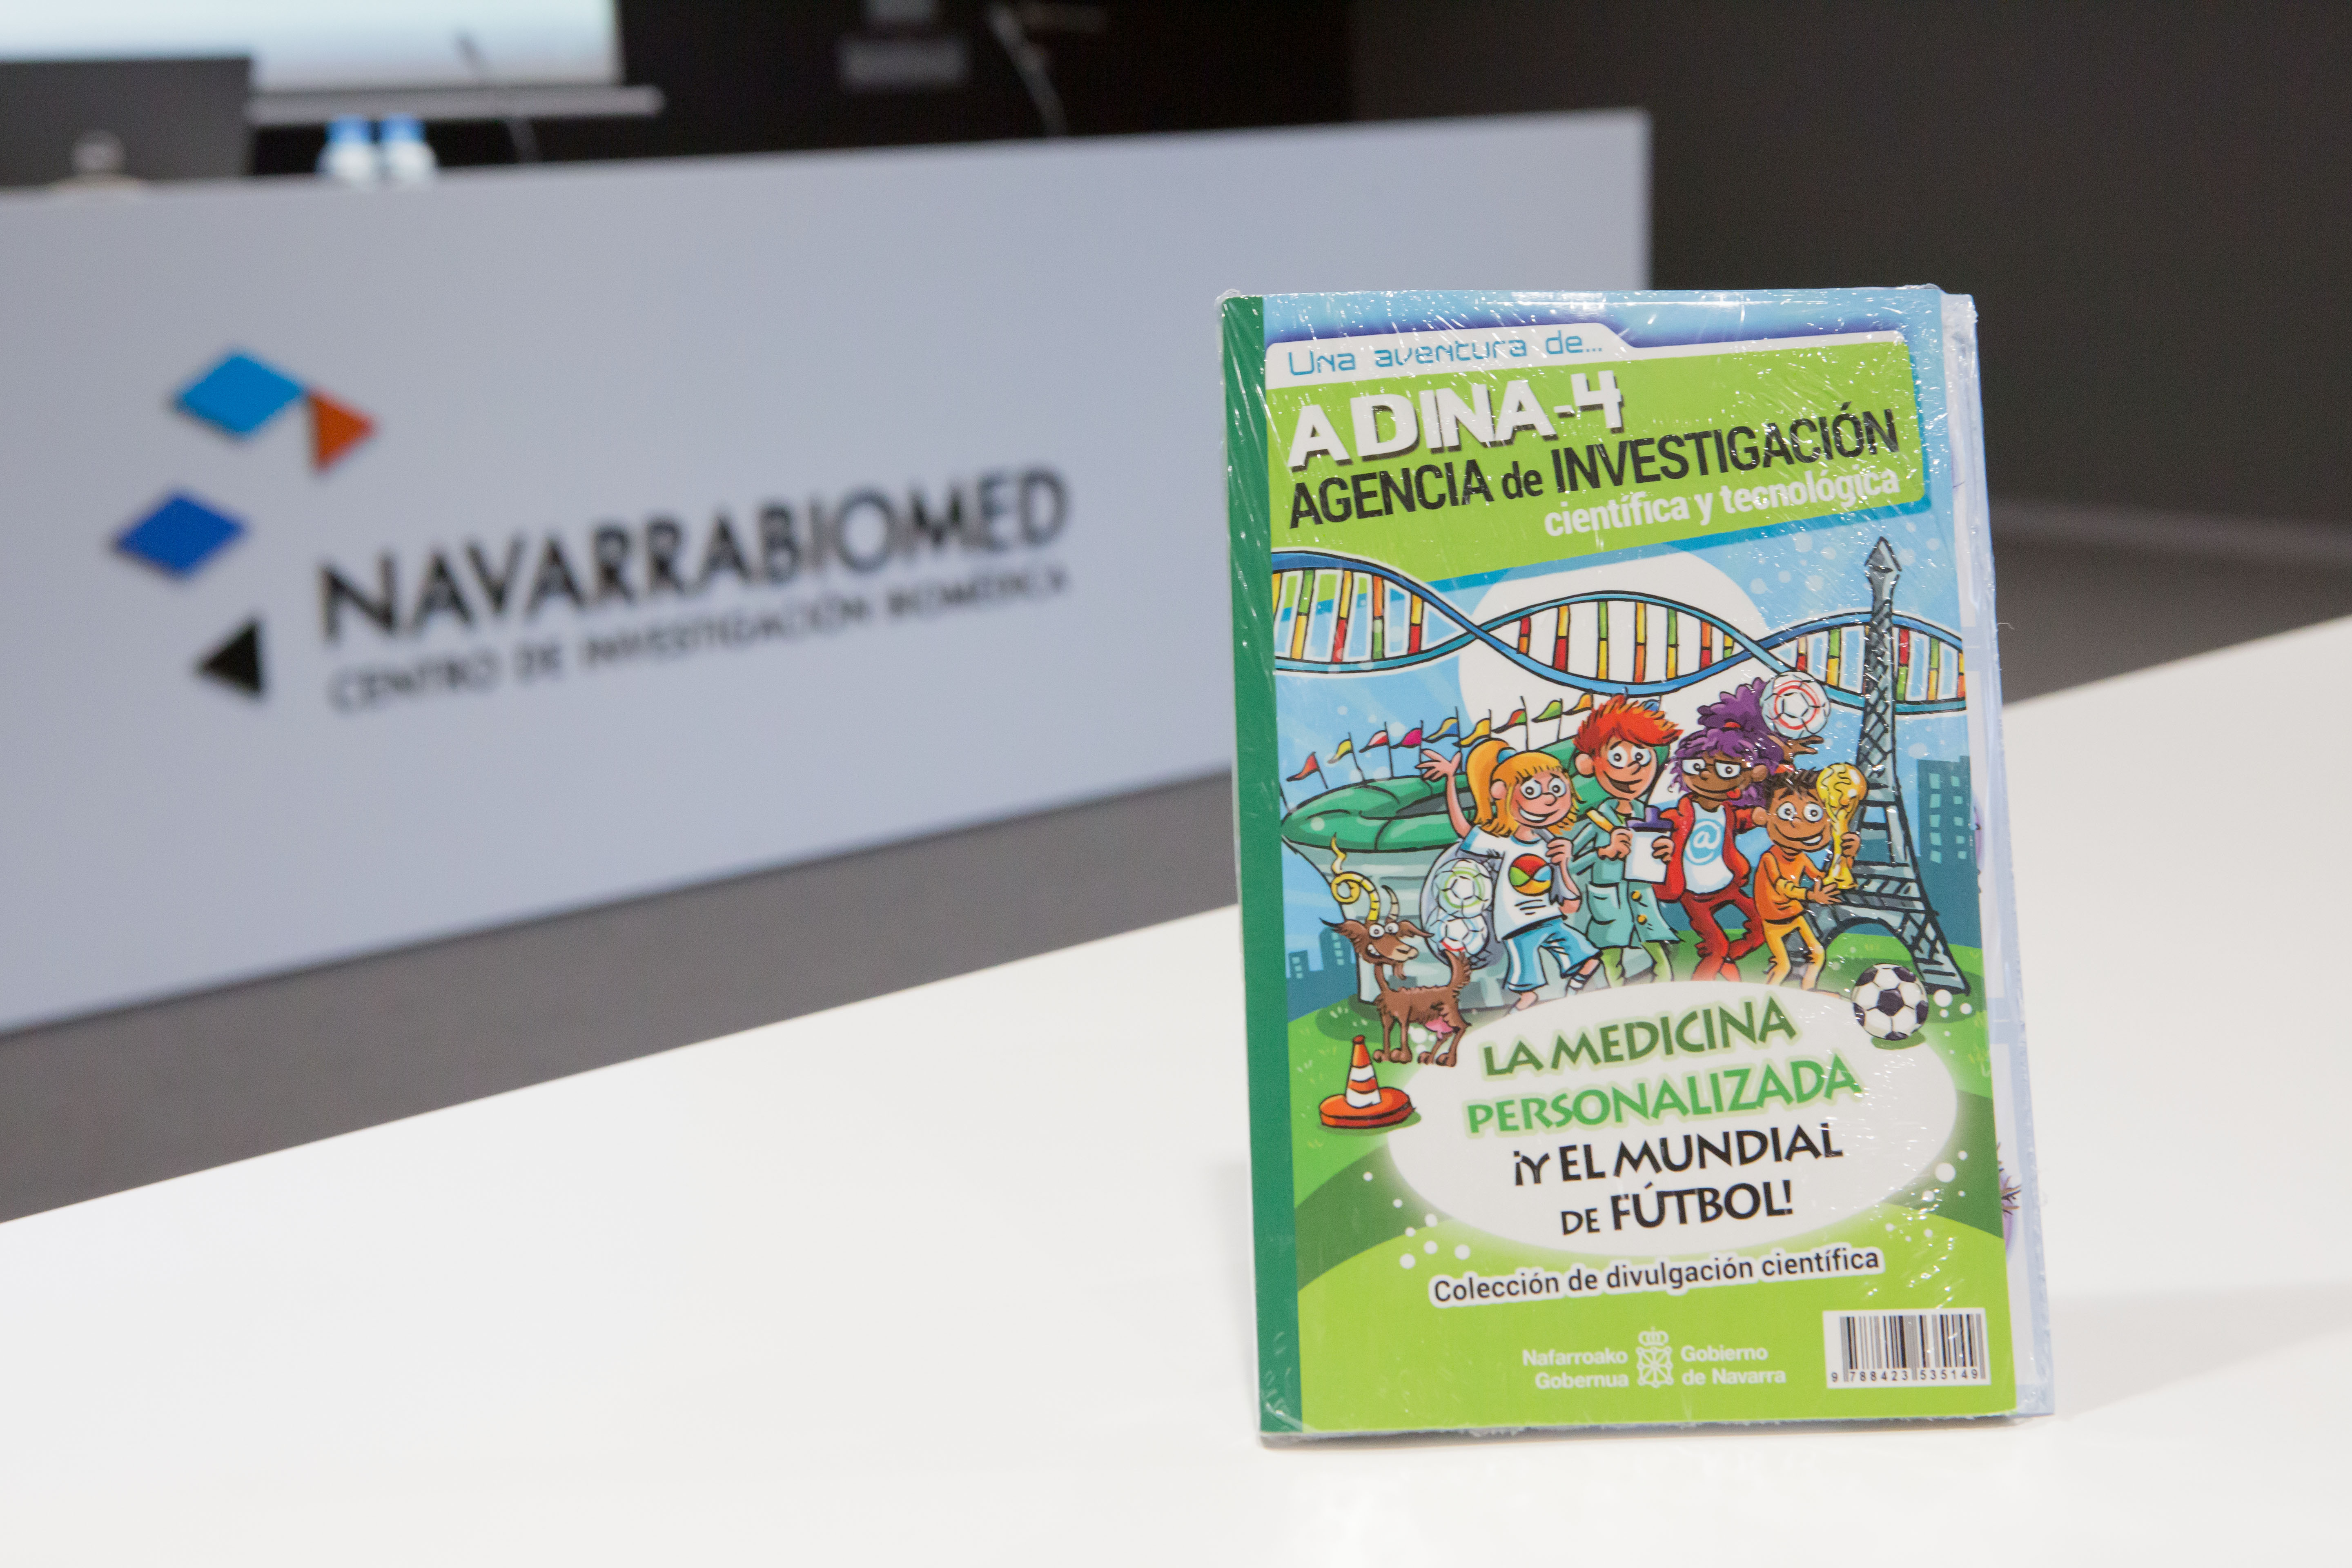 NAVARRABIOMED
CENTRO DE INVESTIGACIÓN BIOMÉDICA
Una aventura de...
ADINA-4
AGENCIA de INVESTIGACIÓN
científica y tecnológica
@
LA MEDICINA
PERSONALIZADA
¡Y EL MUNDIAL
DE FÚTBOL!
Colección de divulgación científica
Nafarroako
Gobernua
Gobierno
de Navarra
9 788423 535149